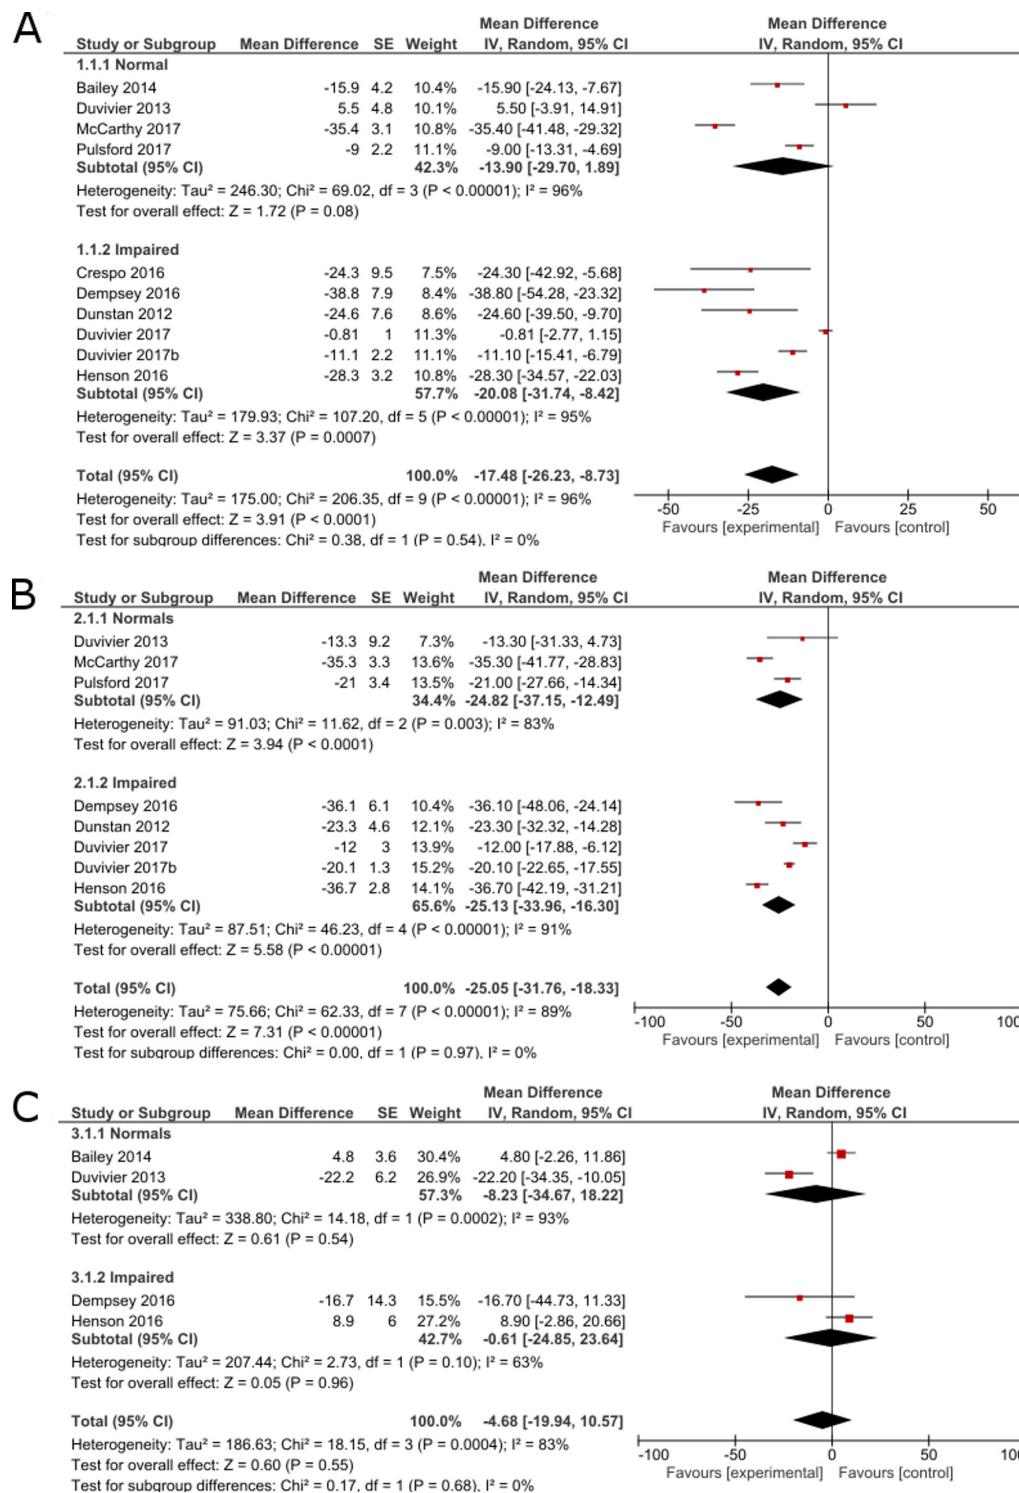 A
Mean Difference Mean Difference
Study or Subgroup Mean Difference SE Weight IV, Random, 95% CI IV, Random, 95% CI
1.1.1 Normal
Bailey 2014 -15.9 4.2 10.4% -15.90 [-24.13, -7.67]
Duvivier 2013 5.5 4.8 10.1% 5.50 [-3.91, 14.91]
McCarthy 2017 -35.4 3.1 10.8% -35.40 [-41.48, -29.32]
Pulsford 2017 -9 2.2 11.1% -9.00 [-13.31, -4.69]
Subtotal (95% CI) 42.3% -13.90 [-29.70, 1.89]
Heterogeneity: Tau² = 246.30; Chi² = 69.02, df = 3 (P < 0.00001); I² = 96%
Test for overall effect: Z = 1.72 (P = 0.08)
1.1.2 Impaired
Crespo 2016 -24.3 9.5 7.5% -24.30 [-42.92, -5.68]
Dempsey 2016 -38.8 7.9 8.4% -38.80 [-54.28, -23.32]
Dunstan 2012 -24.6 7.6 8.6% -24.60 [-39.50, -9.70]
Duvivier 2017 -0.81 1 11.3% -0.81 [-2.77, 1.15]
Duvivier 2017b -11.1 2.2 11.1% -11.10 [-15.41, -6.79]
Henson 2016 -28.3 3.2 10.8% -28.30 [-34.57, -22.03]
Subtotal (95% CI) 57.7% -20.08 [-31.74, -8.42]
Heterogeneity: Tau² = 179.93; Chi² = 107.20, df = 5 (P < 0.00001); I² = 95%
Test for overall effect: Z = 3.37 (P = 0.0007)
Total (95% CI) 100.0% -17.48 [-26.23, -8.73]
Heterogeneity: Tau² = 175.00; Chi² = 206.35, df = 9 (P < 0.00001); I² = 96%
Test for overall effect: Z = 3.91 (P < 0.0001)
Test for subgroup differences: Chi² = 0.38, df = 1 (P = 0.54), I² = 0%
-50 -25 0 25 50
Favours [experimental] Favours [control]
B
Mean Difference Mean Difference
Study or Subgroup Mean Difference SE Weight IV, Random, 95% CI IV, Random, 95% CI
2.1.1 Normals
Duvivier 2013 -13.3 9.2 7.3% -13.30 [-31.33, 4.73]
McCarthy 2017 -35.3 3.3 13.6% -35.30 [-41.77, -28.83]
Pulsford 2017 -21 3.4 13.5% -21.00 [-27.66, -14.34]
Subtotal (95% CI) 34.4% -24.82 [-37.15, -12.49]
Heterogeneity: Tau² = 91.03; Chi² = 11.62, df = 2 (P = 0.003); I² = 83%
Test for overall effect: Z = 3.94 (P < 0.0001)
2.1.2 Impaired
Dempsey 2016 -36.1 6.1 10.4% -36.10 [-48.06, -24.14]
Dunstan 2012 -23.3 4.6 12.1% -23.30 [-32.32, -14.28]
Duvivier 2017 -12 3 13.9% -12.00 [-17.88, -6.12]
Duvivier 2017b -20.1 1.3 15.2% -20.10 [-22.65, -17.55]
Henson 2016 -36.7 2.8 14.1% -36.70 [-42.19, -31.21]
Subtotal (95% CI) 65.6% -25.13 [-33.96, -16.30]
Heterogeneity: Tau² = 87.51; Chi² = 46.23, df = 4 (P < 0.00001); I² = 91%
Test for overall effect: Z = 5.58 (P < 0.00001)
Total (95% CI) 100.0% -25.05 [-31.76, -18.33]
Heterogeneity: Tau² = 75.66; Chi² = 62.33, df = 7 (P < 0.00001); I² = 89%
Test for overall effect: Z = 7.31 (P < 0.00001)
Test for subgroup differences: Chi² = 0.00, df = 1 (P = 0.97), I² = 0%
-100 -50 0 50 100
Favours [experimental] Favours [control]
C
Mean Difference Mean Difference
Study or Subgroup Mean Difference SE Weight IV, Random, 95% CI IV, Random, 95% CI
3.1.1 Normals
Bailey 2014 4.8 3.6 30.4% 4.80 [-2.26, 11.86]
Duvivier 2013 -22.2 6.2 26.9% -22.20 [-34.35, -10.05]
Subtotal (95% CI) 57.3% -8.23 [-34.67, 18.22]
Heterogeneity: Tau² = 338.80; Chi² = 14.18, df = 1 (P = 0.0002); I² = 93%
Test for overall effect: Z = 0.61 (P = 0.54)
3.1.2 Impaired
Dempsey 2016 -16.7 14.3 15.5% -16.70 [-44.73, 11.33]
Henson 2016 8.9 6 27.2% 8.90 [-2.86, 20.66]
Subtotal (95% CI) 42.7% -0.61 [-24.85, 23.64]
Heterogeneity: Tau² = 207.44; Chi² = 2.73, df = 1 (P = 0.10); I² = 63%
Test for overall effect: Z = 0.05 (P = 0.96)
Total (95% CI) 100.0% -4.68 [-19.94, 10.57]
Heterogeneity: Tau² = 186.63; Chi² = 18.15, df = 3 (P = 0.0004); I² = 83%
Test for overall effect: Z = 0.60 (P = 0.55)
Test for subgroup differences: Chi² = 0.17, df = 1 (P = 0.68), I² = 0%
-100 -50 0 50 100
Favours [experimental] Favours [control]